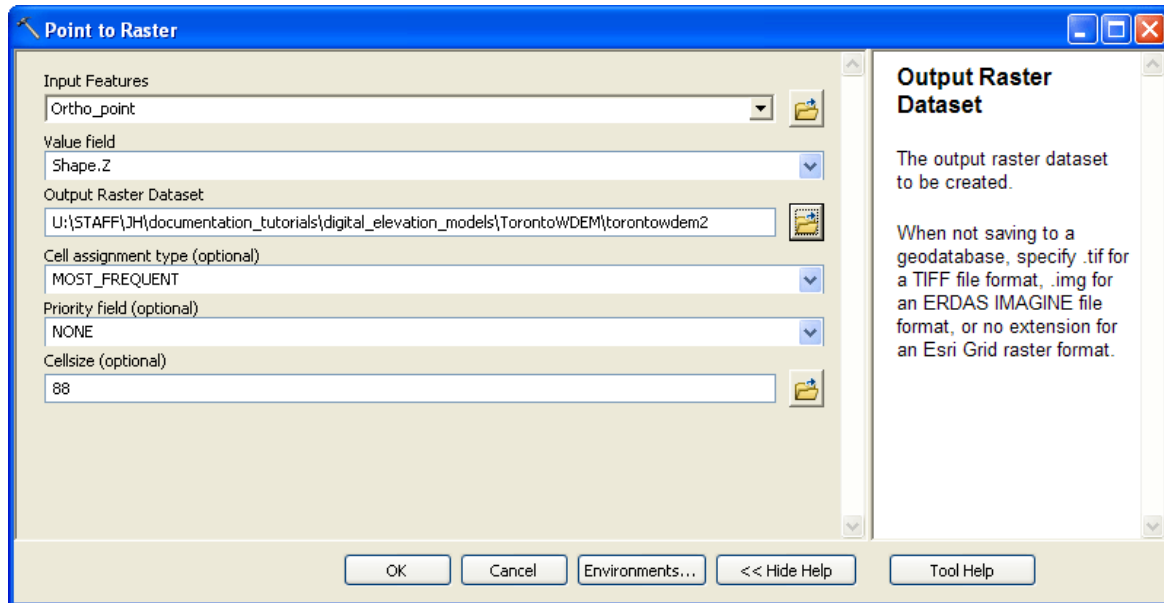 Point to Raster
Input Features
Ortho_point
Value field
Shape.Z
Output Raster Dataset
U:\STAFF\JH\documentation_tutorials\digital_elevation_models\TorontoWDEM\torontowdem2
Cell assignment type (optional)
MOST_FREQUENT
Priority field (optional)
NONE
Cellsize (optional)
88
Output Raster
Dataset
The output raster dataset
to be created.
When not saving to a
geodatabase, specify .tif for
a TIFF file format, .img for
an ERDAS IMAGINE file
format, or no extension for
an Esri Grid raster format.
OK
Cancel
Environments...
<< Hide Help
Tool Help